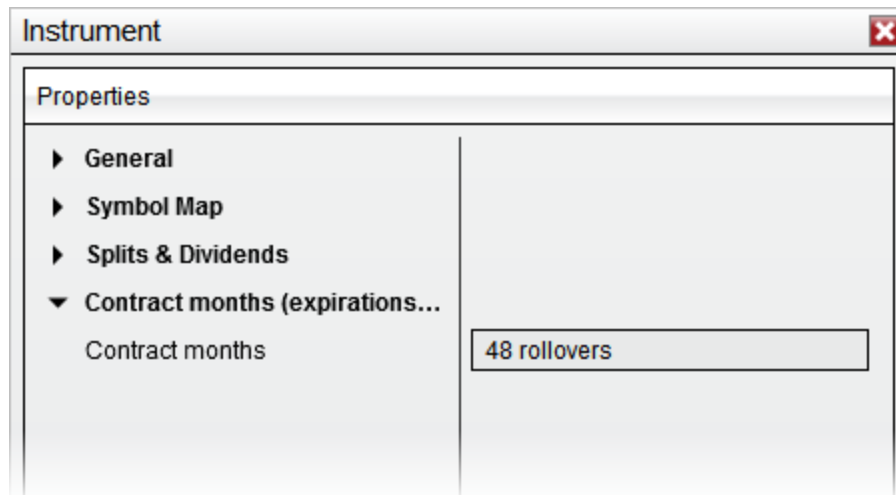 Instrument
Properties
General
Symbol Map
Splits & Dividends
Contract months (expirations...
Contract months
48 rollovers